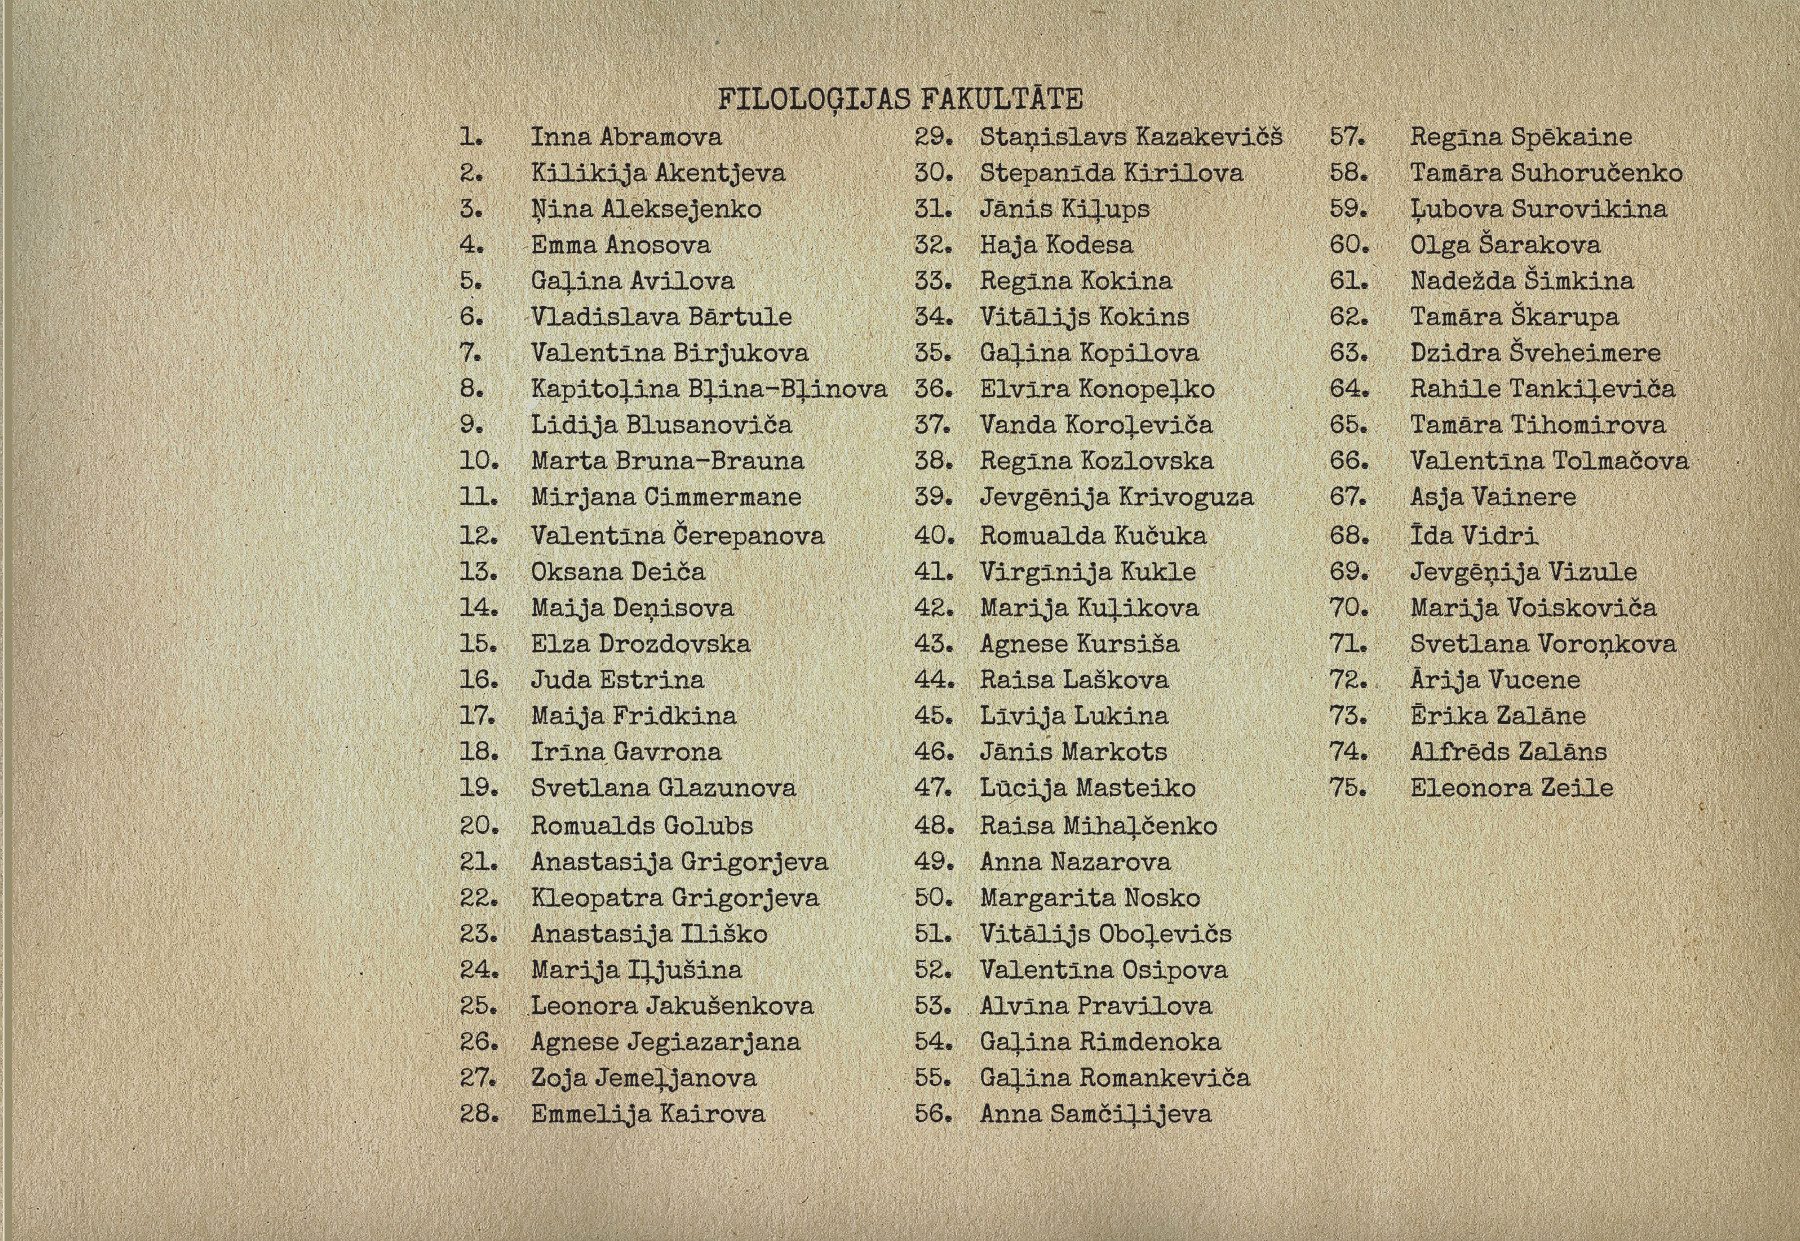 FILOLOĢIJAS FAKULTĀTE
1. Inna Abramova
2. Kilikija Akentjeva
3. Ņina Aleksejenko
4. Emma Anosova
5. Gaļina Avilova
6. Vladislava Bārtule
7. Valentīna Birjukova
8. Kapitoļina Bļina-Bļinova
9. Lidija Blusanoviča
10. Marta Bruna-Brauna
11. Mirjana Cimmermane
12. Valentīna Čerepanova
13. Oksana Deiča
14. Maija Deņisova
15. Elza Drozdovska
16. Juda Estrina
17. Maija Fridkina
18. Irīna Gavrona
19. Svetlana Glazunova
20. Romualds Golubs
21. Anastasija Grigorjeva
22. Kleopatra Grigorjeva
23. Anastasija Iliško
24. Marija Iļjušina
25. Leonora Jakušenkova
26. Agnese Jegiazarjana
27. Zoja Jemeļjanova
28. Emmelija Kairova
29. Staņislavs Kazakevičš
30. Stepanīda Kirilova
31. Jānis Kiļups
32. Haja Kodesa
33. Regīna Kokina
34. Vitālijs Kokins
35. Gaļina Kopilova
36. Elvīra Konopeļko
37. Vanda Koroļeviča
38. Regīna Kozlovska
39. Jevgēnija Krivoguza
40. Romualda Kučuka
41. Virgīnija Kukle
42. Marija Kuļikova
43. Agnese Kursiša
44. Raisa Laškova
45. Līvija Lukina
46. Jānis Markots
47. Lūcija Masteiko
48. Raisa Mihaļčenko
49. Anna Nazarova
50. Margarita Nosko
51. Vitālijs Oboļevičs
52. Valentīna Osipova
53. Alvīna Pravilova
54. Gaļina Rimdenoka
55. Gaļina Romankeviča
56. Anna Samčiļijeva
57. Regīna Spēkaine
58. Tamāra Suhoručenko
59. Ļubova Surovikina
60. Olga Šarakova
61. Nadežda Šimkina
62. Tamāra Škarupa
63. Dzidra Šveheimere
64. Rahile Tankiļeviča
65. Tamāra Tihomirova
66. Valentīna Tolmačova
67. Asja Vainere
68. Īda Vidri
69. Jevgēņija Vizule
70. Marija Voiskoviča
71. Svetlana Voroņkova
72. Ārija Vucene
73. Ērika Zalāne
74. Alfrēds Zalāns
75. Eleonora Zeile